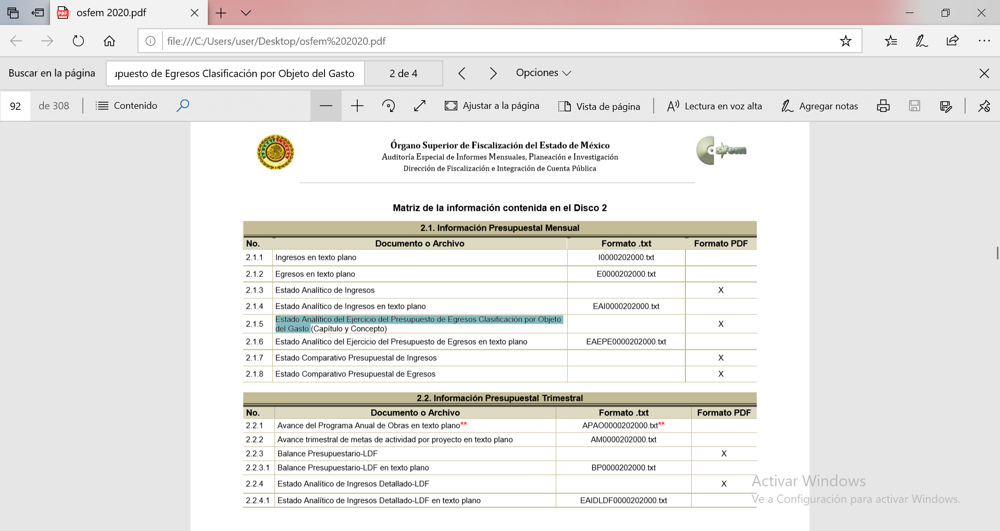 osfem 2020.pdf
file:///C:/Users/user/Desktop/osfem%202020.pdf
Buscar en la página
upuesto de Egresos Clasificación por Objeto del Gasto
2 de 4
Opciones
92
de 308
Contenido
Ajustar a la página
Vista de página
Lectura en voz alta
Agregar notas
Órgano Superior de Fiscalización del Estado de México
Auditoría Especial de Informes Mensuales, Planeación e Investigación
Dirección de Fiscalización e Integración de Cuenta Pública
osfem
Matriz de la información contenida en el Disco 2
2.1. Información Presupuestal Mensual
No. Documento o Archivo Formato .txt Formato PDF
2.1.1 Ingresos en texto plano I0000202000.txt
2.1.2 Egresos en texto plano E0000202000.txt
2.1.3 Estado Analítico de Ingresos X
2.1.4 Estado Analítico de Ingresos en texto plano EAI0000202000.txt
2.1.5 Estado Analítico del Ejercicio del Presupuesto de Egresos Clasificación por Objeto
del Gasto (Capítulo y Concepto) X
2.1.6 Estado Analítico del Ejercicio del Presupuesto de Egresos en texto plano EAEPE0000202000.txt
2.1.7 Estado Comparativo Presupuestal de Ingresos X
2.1.8 Estado Comparativo Presupuestal de Egresos X
2.2. Información Presupuestal Trimestral
No. Documento o Archivo Formato .txt Formato PDF
2.2.1 Avance del Programa Anual de Obras en texto plano** APAO0000202000.txt**
2.2.2 Avance trimestral de metas de actividad por proyecto en texto plano AM0000202000.txt
2.2.3 Balance Presupuestario-LDF X
2.2.3.1 Balance Presupuestario-LDF en texto plano BP0000202000.txt
2.2.4 Estado Analítico de Ingresos Detallado-LDF X
2.2.4.1 Estado Analítico de Ingresos Detallado-LDF en texto plano EAIDLDF0000202000.txt
Activar Windows
Ve a Configuración para activar Windows.